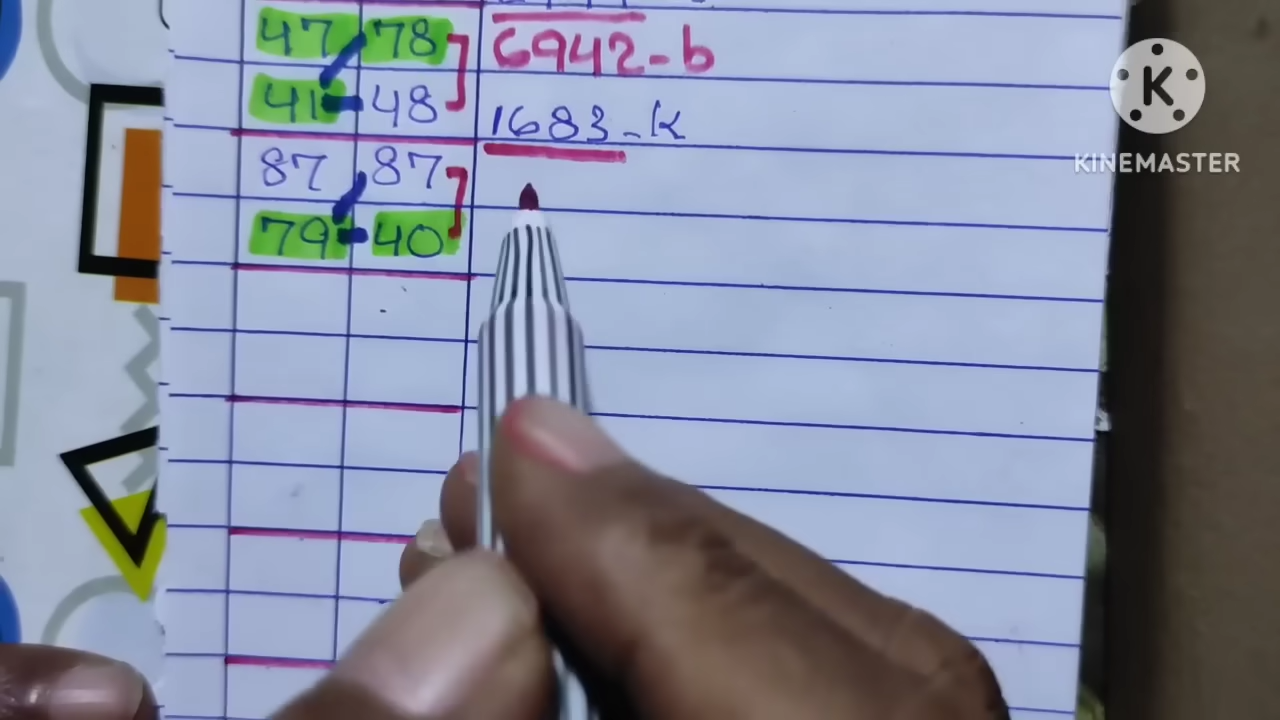 47 78 6942-b
41-48
1683-K
87 87
79-40
K
KINEMASTER